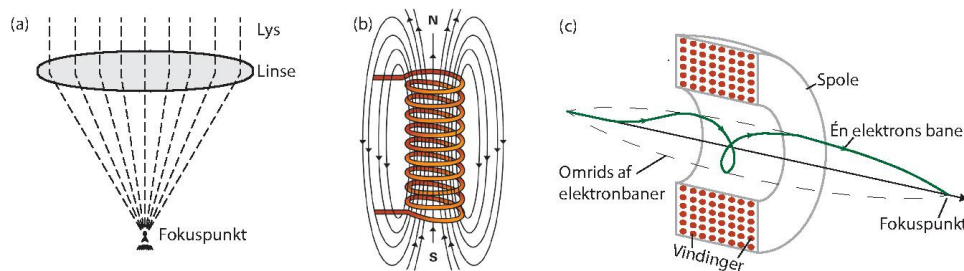 (a)
Lys
Linse
Fokuspunkt
(b)
N
S
(c)
Spole
Én elektrons bane
Omrids af
elektronbaner
Fokuspunkt
Vindinger